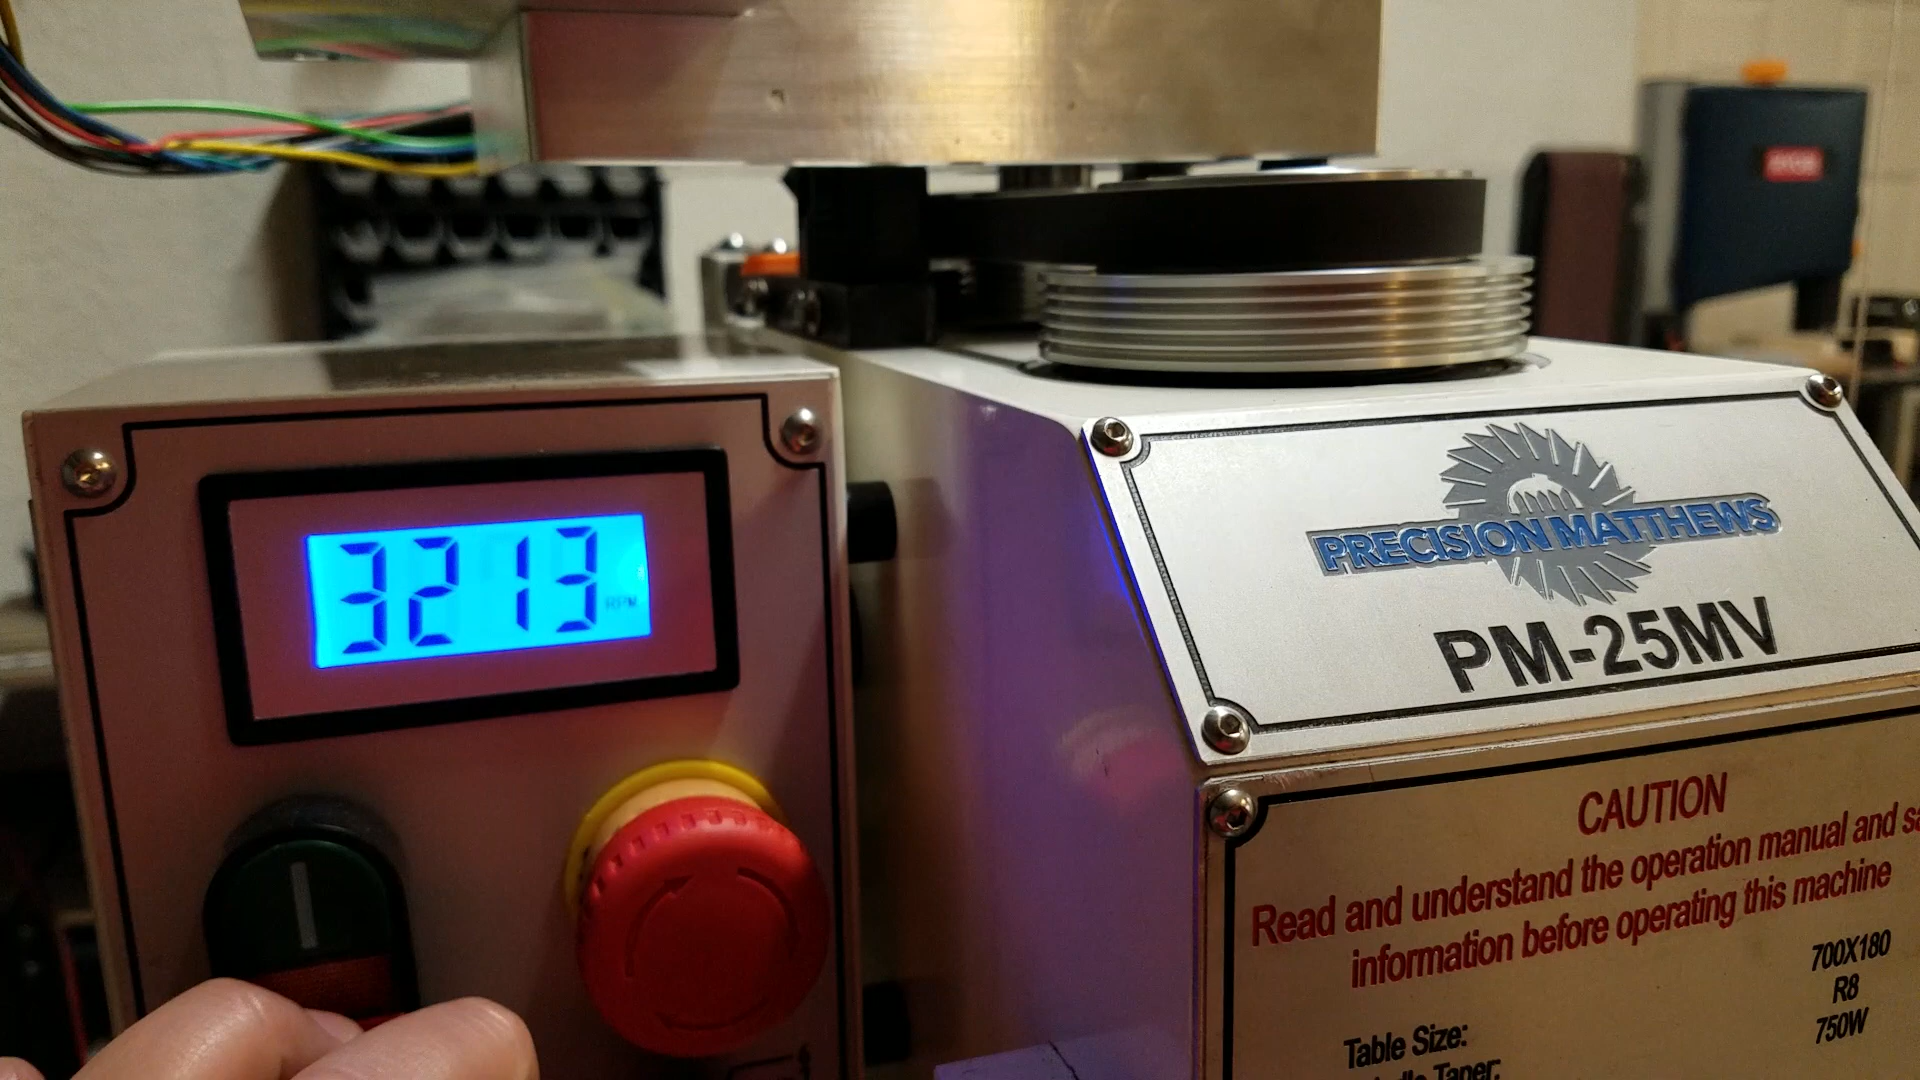 3213
RPM
PRECISION MATTHEWS
PM-25MV
CAUTION
Read and understand the operation manual and
information before operating this machine
700X180
R8
750W
Table Size:
Taper: